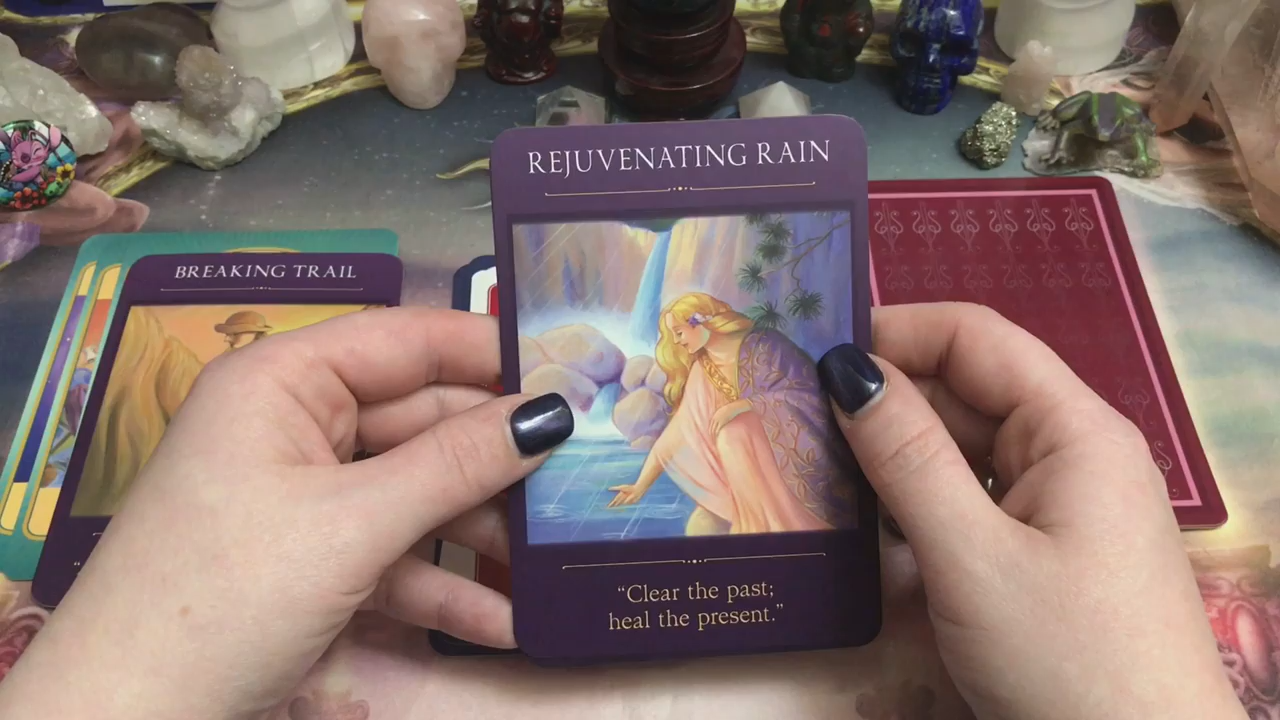 REJUVENATING RAIN
BREAKING TRAIL
“Clear the past;
heal the present.”